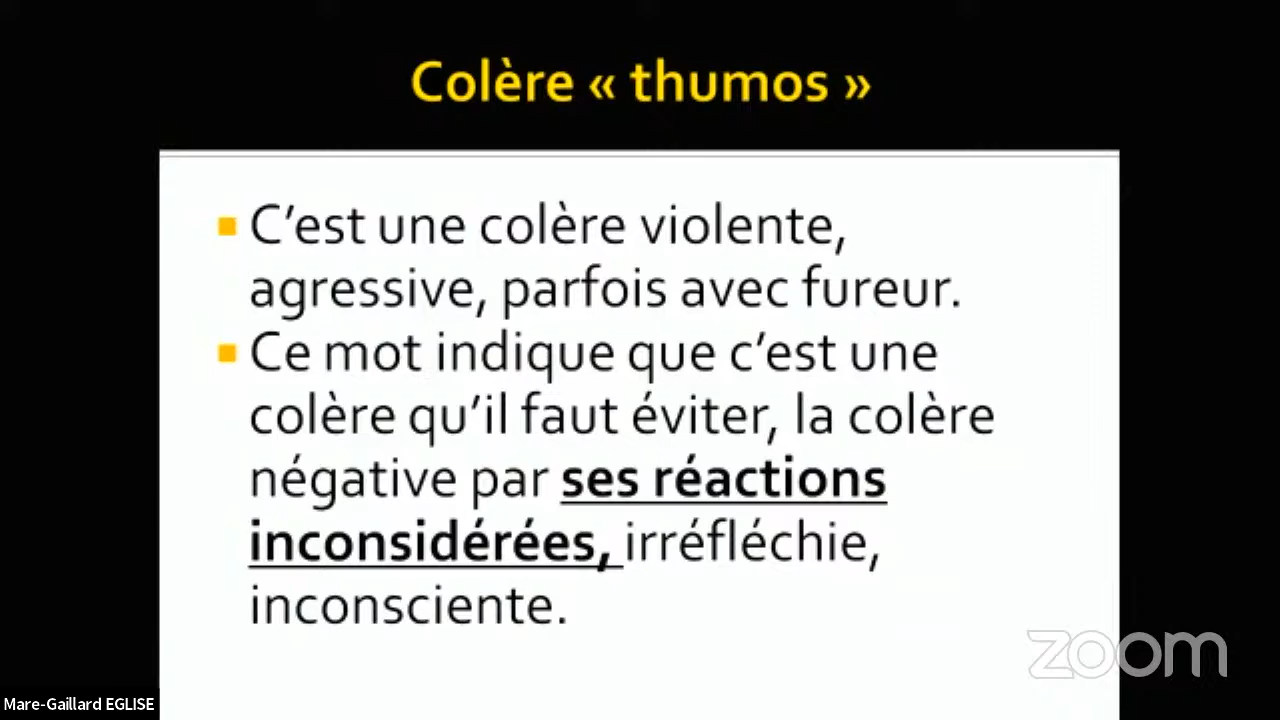 Colère « thumos »
C’est une colère violente,
agressive, parfois avec fureur.
Ce mot indique que c’est une
colère qu’il faut éviter, la colère
négative par ses réactions
inconsidérées, irréfléchie,
inconsciente.
zoom
Mare-Gaillard EGLISE